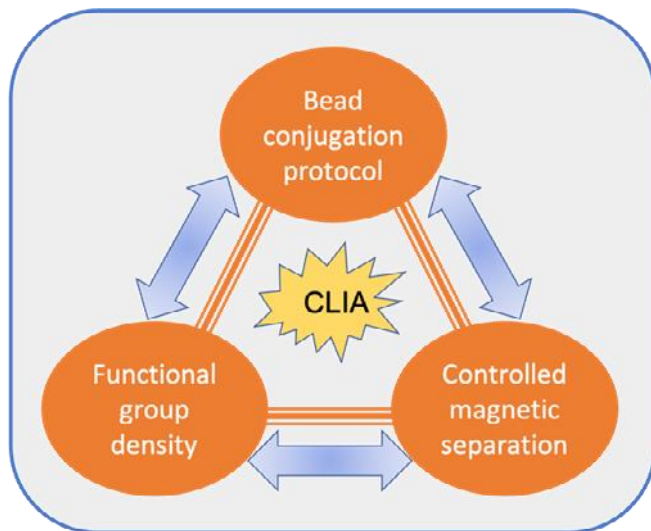 Bead
conjugation
protocol
CLIA
Functional
group
density
Controlled
magnetic
separation